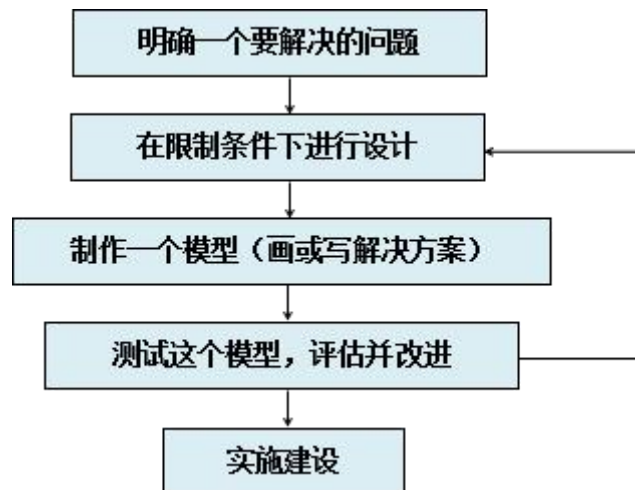 明确一个要解决的问题
在限制条件下进行设计
制作一个模型（画或写解决方案）
测试这个模型，评估并改进
实施建设